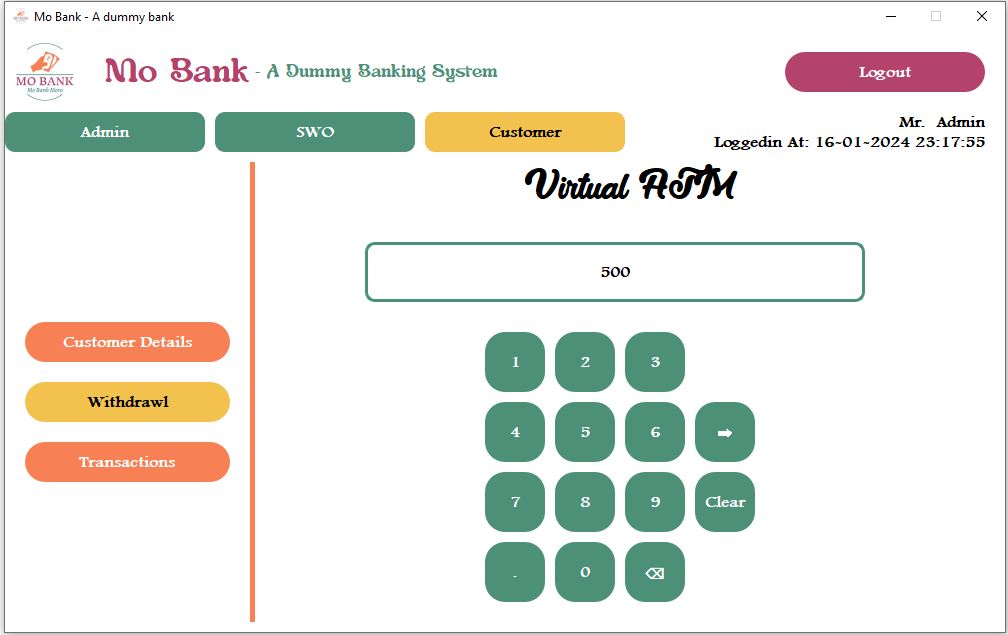 Mo Bank - A dummy bank
MO BANK
Mo Bank More
Mo Bank - A Dummy Banking System
Logout
Admin
SWO
Customer
Mr. Admin
Loggedin At: 16-01-2024 23:17:55
Virtual ATM
500
Customer Details
Withdrawl
Transactions
1 2 3
4 5 6 ➡
7 8 9 Clear
. 0 ⌫